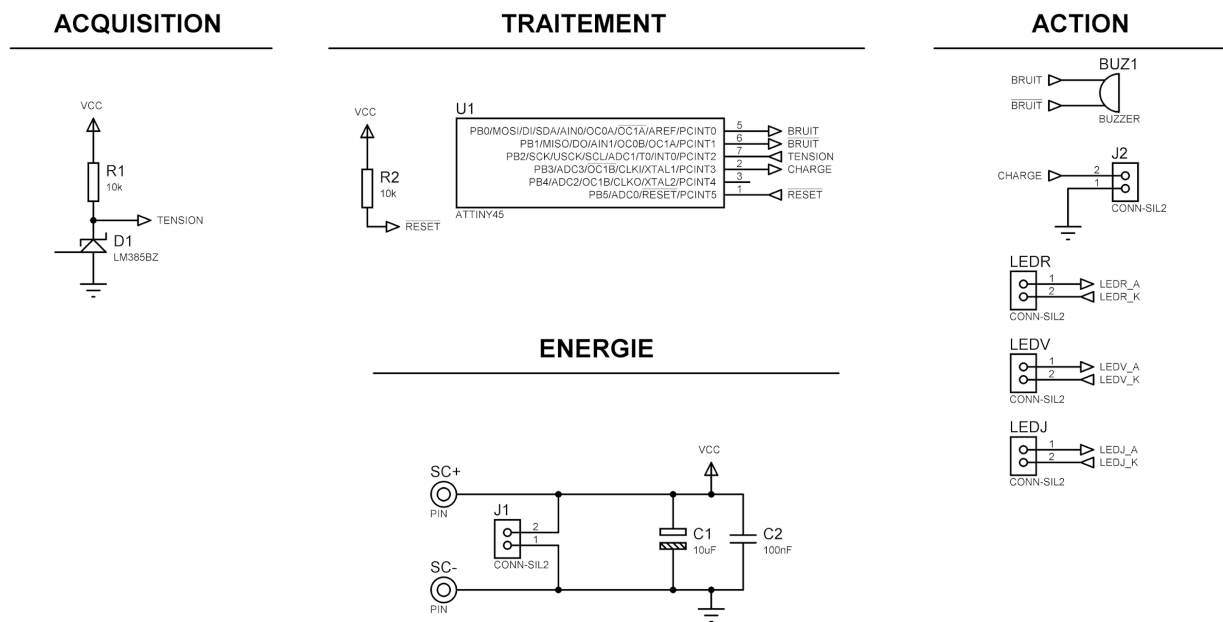 ACQUISITION
VCC
R1
10k
TENSION
D1
LM385BZ
TRAITEMENT
VCC
R2
10k
RESET
U1
PB0/MOSI/DI/SDA/AIN0/OC0A/OC1A/AREF/PCINT0 5 BRUIT
PB1/MISO/DO/AIN1/OC0B/OC1A/PCINT1 6 BRUIT
PB2/SCK/USCK/SCL/ADC1/T0/INT0/PCINT2 7 TENSION
PB3/ADC3/OC1B/CLKI/XTAL1/PCINT3 2 CHARGE
PB4/ADC2/OC1B/CLKO/XTAL2/PCINT4 3
PB5/ADC0/RESET/PCINT5 1 RESET
ATTINY45
ACTION
BUZ1
BRUIT
BRUIT
BUZZER
J2
CHARGE 2
1
CONN-SIL2
LEDR
1 LEDR_A
2 LEDR_K
CONN-SIL2
LEDV
1 LEDV_A
2 LEDV_K
CONN-SIL2
LEDJ
1 LEDJ_A
2 LEDJ_K
CONN-SIL2
ENERGIE
VCC
SC+
PIN
J1
2
1
CONN-SIL2
C1
10uF
C2
100nF
SC-
PIN